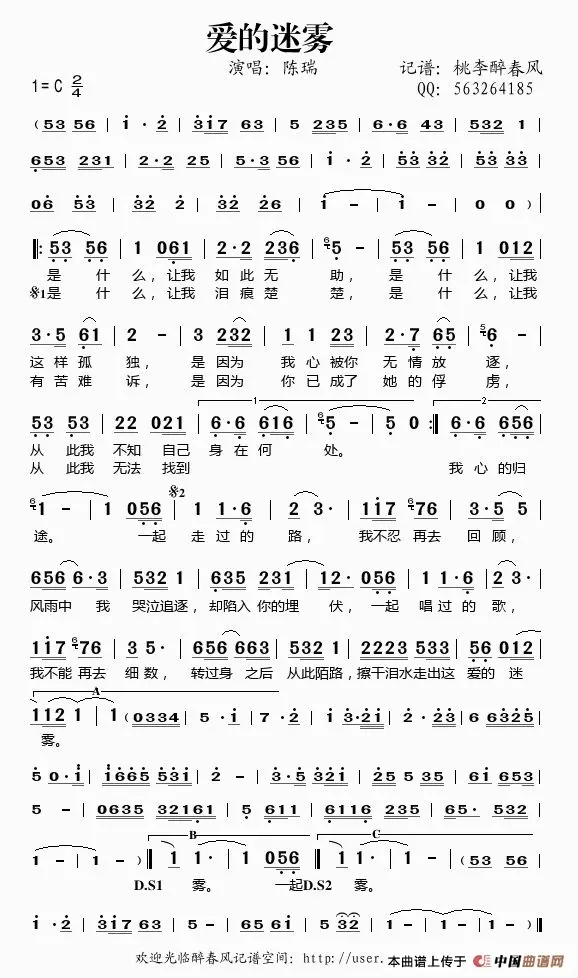 爱的迷雾
演唱：陈瑞 记谱：桃李醉春风
1=C 2/4 QQ：563264185
（53 56 | i · 2 | 3i7 63 | 5 235 | 6·6 43 | 532 1 |
653 231 | 2·2 25 | 5·3 56 | i · 2 | 53 32 | 53 33 |
06 53 | 32 2 | 32 26 | 1 - | 1 - | 0 0 ）|
‖: 53 56 | 1 061 | 2·2 236 | 5 - | 53 56 | 1 012 |
是 什 么，让我 如此无 助，是 什 么，让我
𝄋1是 什 么，让我 泪痕楚 楚，是 什 么，让我
3·5 61 | 2 - | 3 232 | 1 1 23 | 2·7 65 | 6 - |
这样孤 独，是因为 我心被你 无情放 逐，
有苦难 诉，是因为 你已成了 她的俘 虏，
53 53 | 22 021 | 6·6 616 | 5 - | 5 0 :‖ 6·6 656 |
从 此我 不知 自己 身在何 处。
从 此我 无法 找到 我心的归
1 - | 1 056 | 1 1·6 | 2 3· | 1i7 676 | 3·5 5 |
途。 一起 走过的 路，我不忍 再去 回顾，
656 6·3 | 532 1 | 635 231 | 12· 056 | 1 1·6 | 2 3· |
风雨中 我 哭泣追逐，却陷入 你的埋 伏，一起 唱过的 歌，
1i7 676 | 3 5· | 656 663 | 532 1 | 2223 533 | 56 012 |
我不能 再去 细数，转过身 之后 从此陌路，擦干泪水 走出这 爱的 迷
A
112 1 | 1（0334 | 5 · i | 7 · 2 | i 3·2i | 2 3 | 6 6325 |
雾。
5 0·i | i665 53i | 2 - | 3·5 32i | 25 35 | 6i 653 |
5 - | 0635 32161 | 5 611 | 6116 235 | 65· 532 |
B C
1 - | 1 - ）‖ 1 1· | 1 056 ‖ 1 1· | 1 - |（53 56 |
D.S1 雾。 一起D.S2 雾。
i · 2 | 3i7 63 | 5 235 | 656 i | 5 32 | 1 - | 1 - ）‖
欢迎光临醉春风记谱空间：http://user. 本曲谱上传于 中国曲谱网